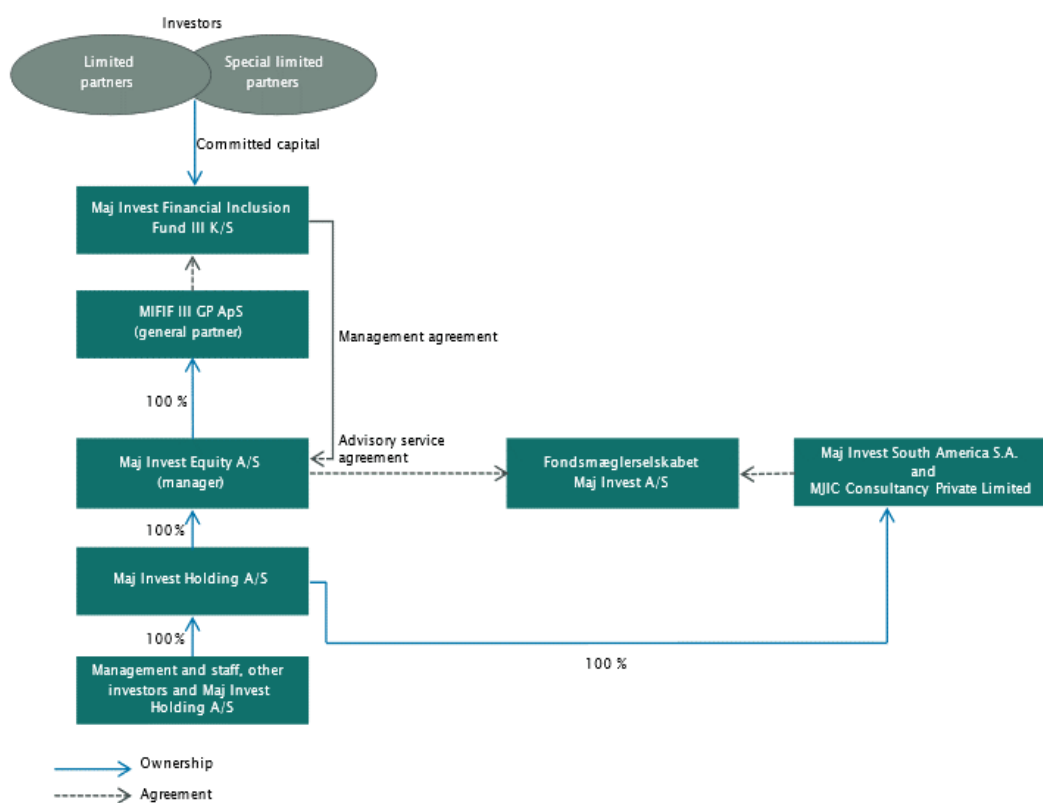 Investors
Limited
partners
Special limited
partners
Committed capital
Maj Invest Financial Inclusion
Fund III K/S
MIFIF III GP ApS
(general partner)
Management agreement
100 %
Maj Invest Equity A/S
(manager)
Advisory service
agreement
Fondsmæglerselskabet
Maj Invest A/S
Maj Invest South America S.A.
and
MJIC Consultancy Private Limited
100%
Maj Invest Holding A/S
100%
100 %
Management and staff, other
investors and Maj Invest
Holding A/S
Ownership
Agreement